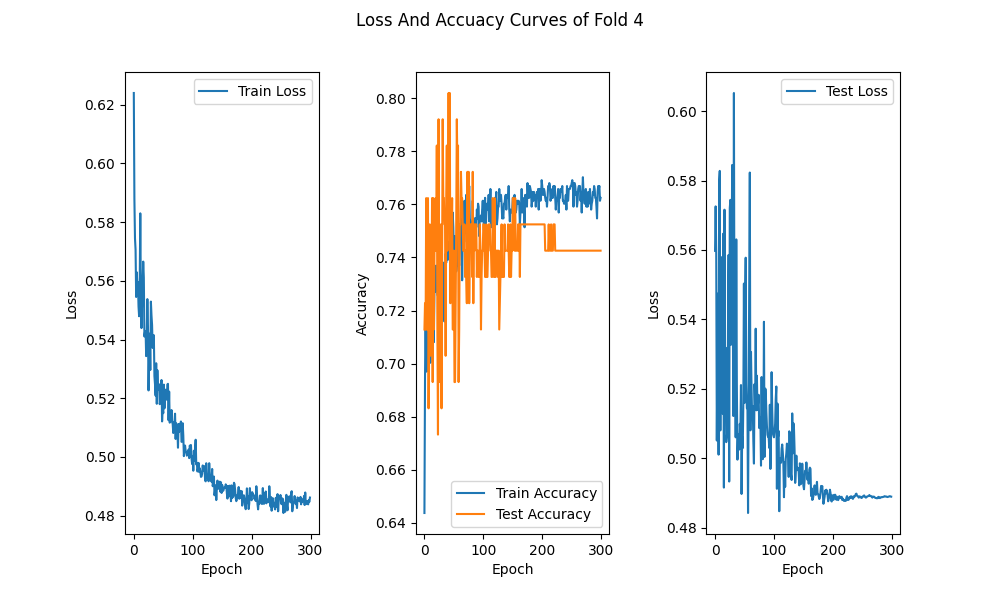 Loss And Accuacy Curves of Fold 4
Train Loss
Loss
0.62
0.60
0.58
0.56
0.54
0.52
0.50
0.48
0 100 200 300
Epoch
Accuracy
0.80
0.78
0.76
0.74
0.72
0.70
0.68
0.66
0.64
Train Accuracy
Test Accuracy
0 100 200 300
Epoch
Test Loss
Loss
0.60
0.58
0.56
0.54
0.52
0.50
0.48
0 100 200 300
Epoch